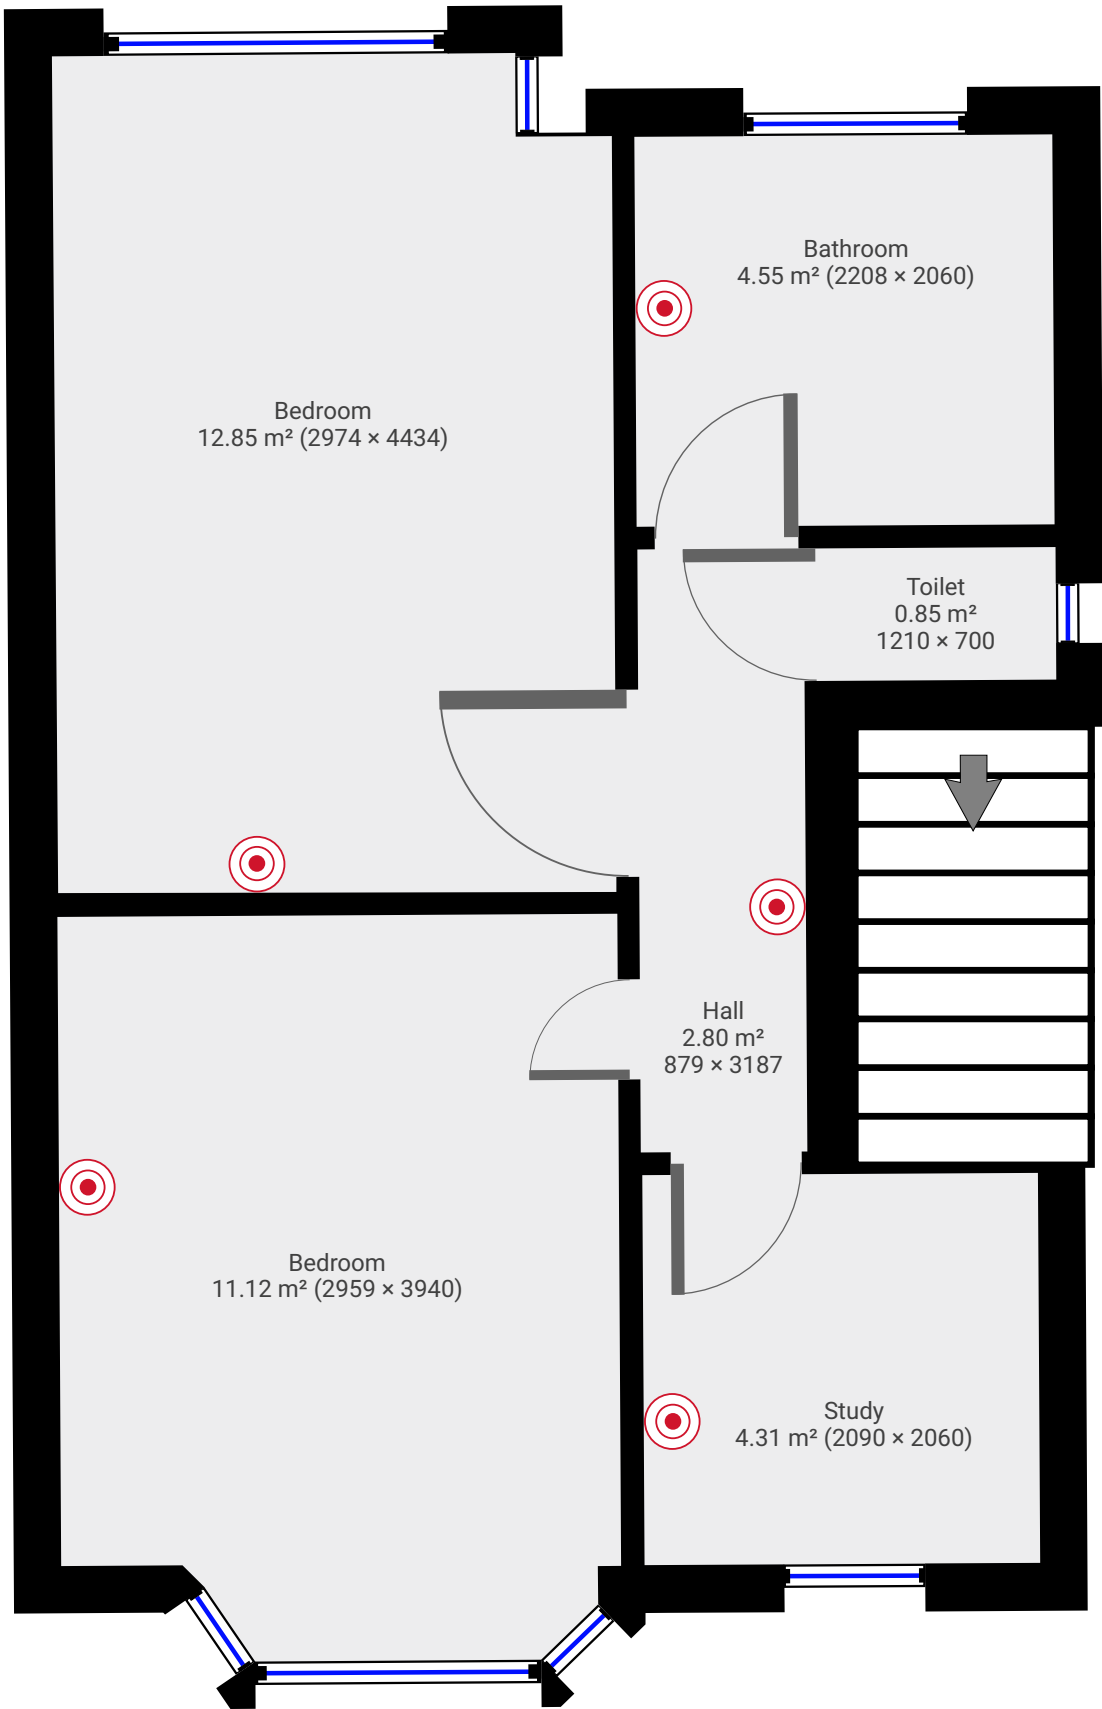 Bathroom
4.55 m² (2208 × 2060)
Bedroom
12.85 m² (2974 × 4434)
Toilet
0.85 m²
1210 × 700
Hall
2.80 m²
879 × 3187
Bedroom
11.12 m² (2959 × 3940)
Study
4.31 m² (2090 × 2060)